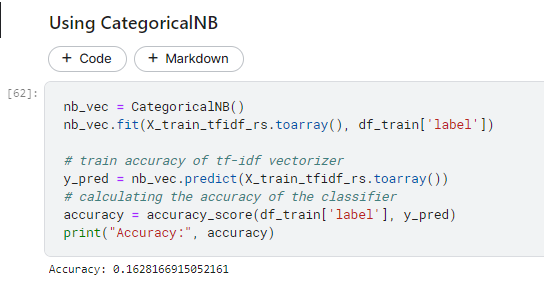 Using CategoricalNB
+ Code + Markdown
[62]:
nb_vec = CategoricalNB()
nb_vec.fit(X_train_tfidf_rs.toarray(), df_train['label'])
# train accuracy of tf-idf vectorizer
y_pred = nb_vec.predict(X_train_tfidf_rs.toarray())
# calculating the accuracy of the classifier
accuracy = accuracy_score(df_train['label'], y_pred)
print("Accuracy:", accuracy)
Accuracy: 0.1628166915052161